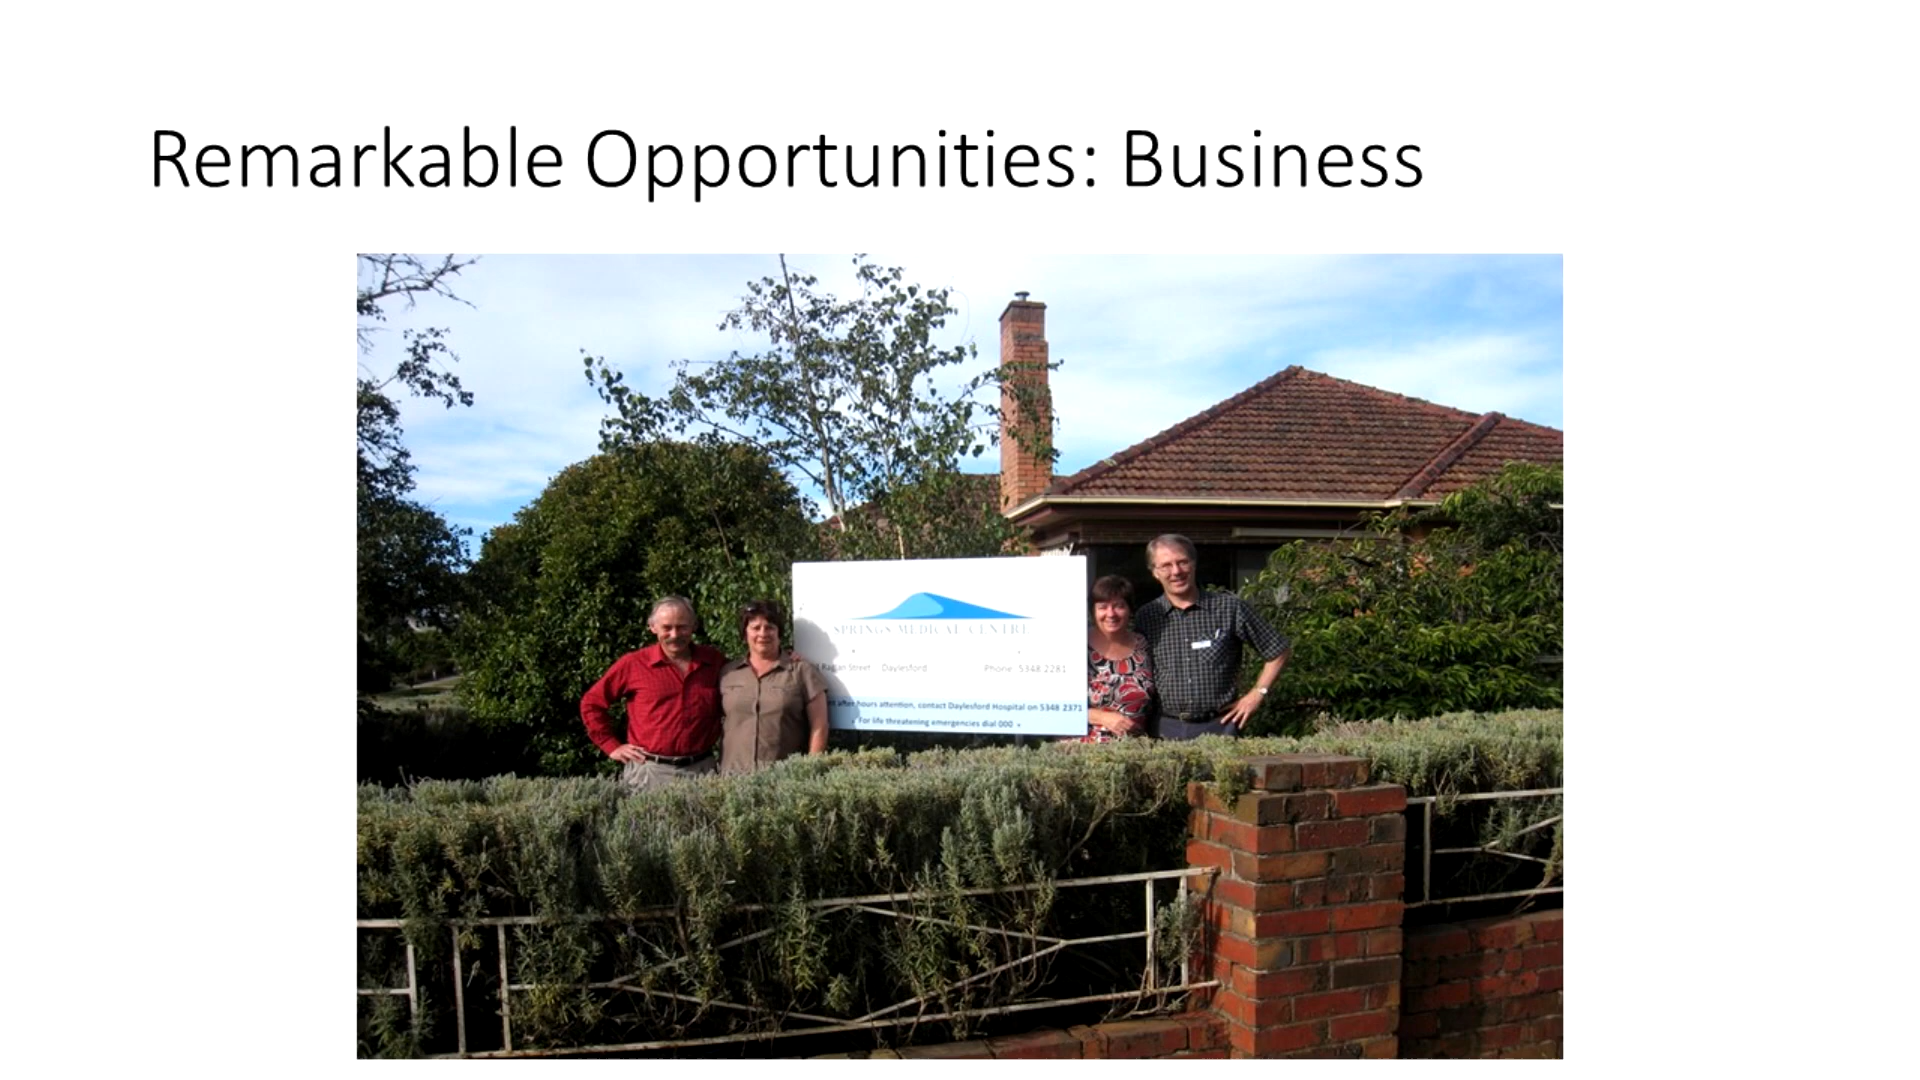 Remarkable Opportunities: Business
SPRINGS MEDICAL CENTRE
Raglan Street Daylesford Phone 5348 2281
after hours attention, contact Daylesford Hospital on 5348 2371
• For life threatening emergencies dial 000 •